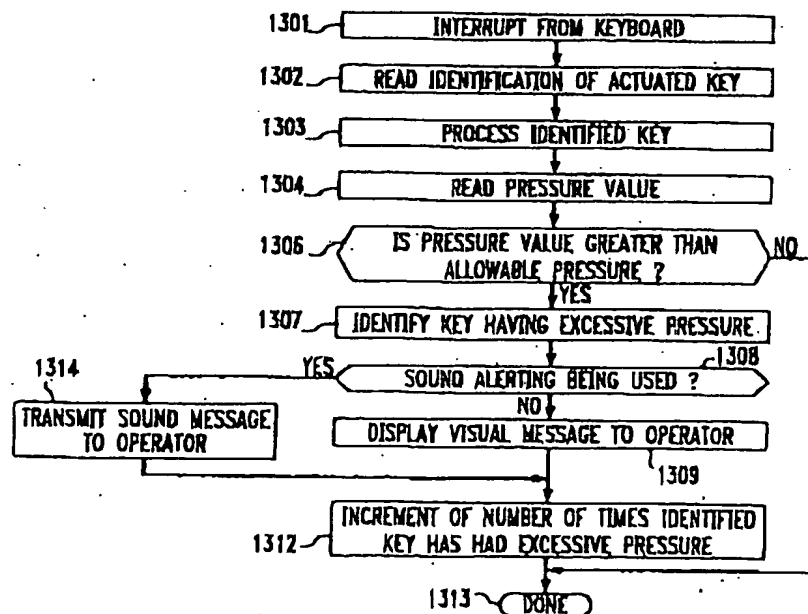 1301 INTERRUPT FROM KEYBOARD
1302 READ IDENTIFICATION OF ACTUATED KEY
1303 PROCESS IDENTIFIED KEY
1304 READ PRESSURE VALUE
1306 IS PRESSURE VALUE GREATER THAN
ALLOWABLE PRESSURE ?
NO
YES
1307 IDENTIFY KEY HAVING EXCESSIVE PRESSURE
1308
SOUND ALERTING BEING USED ?
YES
NO
1314
TRANSMIT SOUND MESSAGE
TO OPERATOR
DISPLAY VISUAL MESSAGE TO OPERATOR
1309
1312 INCREMENT OF NUMBER OF TIMES IDENTIFIED
KEY HAS HAD EXCESSIVE PRESSURE
1313 DONE